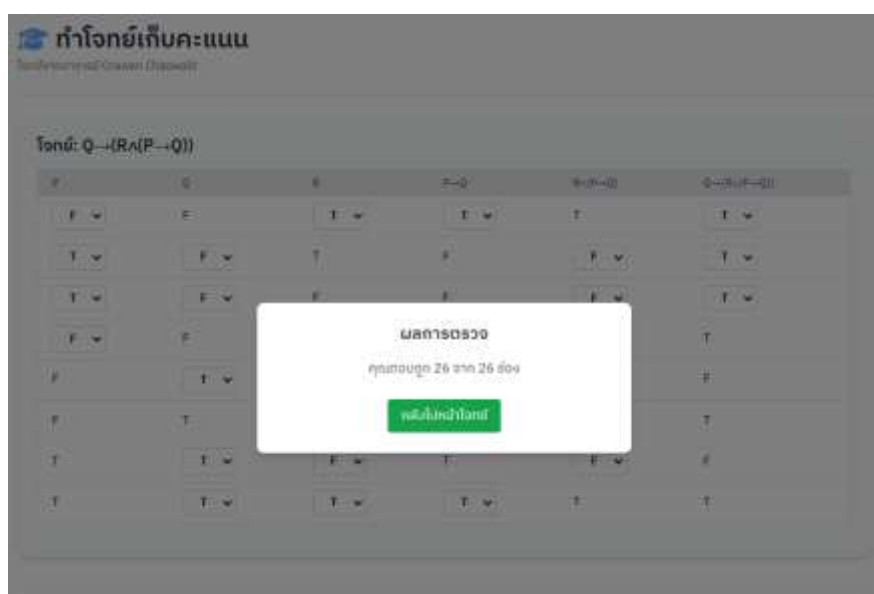 ทำโจทย์เก็บคะแนน
โจทย์: Q→(R∧(P→Q))
P Q R P→Q R∧(P→Q) Q→(R∧(P→Q))
F F T T T T
T F T F F T
T F F F F T
F F T
F T F
F T T
T T F T F F
T T T T T T
ผลการตรวจ
คุณตอบถูก 26 จาก 26 ช่อง
กลับไปหน้าโจทย์